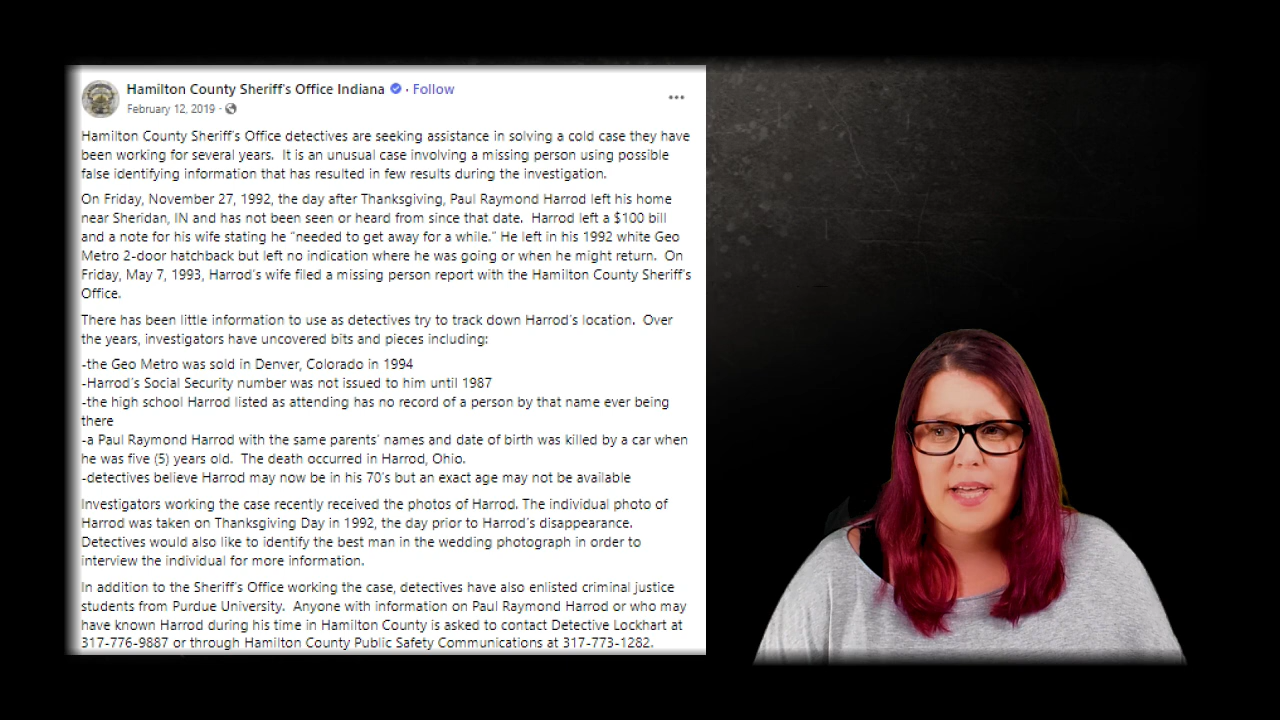 Hamilton County Sheriff's Office Indiana · Follow
February 12, 2019 ·
Hamilton County Sheriff's Office detectives are seeking assistance in solving a cold case they have
been working for several years. It is an unusual case involving a missing person using possible
false identifying information that has resulted in few results during the investigation.
On Friday, November 27, 1992, the day after Thanksgiving, Paul Raymond Harrod left his home
near Sheridan, IN and has not been seen or heard from since that date. Harrod left a $100 bill
and a note for his wife stating he “needed to get away for a while.” He left in his 1992 white Geo
Metro 2-door hatchback but left no indication where he was going or when he might return. On
Friday, May 7, 1993, Harrod’s wife filed a missing person report with the Hamilton County Sheriff’s
Office.
There has been little information to use as detectives try to track down Harrod’s location. Over
the years, investigators have uncovered bits and pieces including:
-the Geo Metro was sold in Denver, Colorado in 1994
-Harrod’s Social Security number was not issued to him until 1987
-the high school Harrod listed as attending has no record of a person by that name ever being
there
-a Paul Raymond Harrod with the same parents’ names and date of birth was killed by a car when
he was five (5) years old. The death occurred in Harrod, Ohio.
-detectives believe Harrod may now be in his 70’s but an exact age may not be available
Investigators working the case recently received the photos of Harrod. The individual photo of
Harrod was taken on Thanksgiving Day in 1992, the day prior to Harrod’s disappearance.
Detectives would also like to identify the best man in the wedding photograph in order to
interview the individual for more information.
In addition to the Sheriff’s Office working the case, detectives have also enlisted criminal justice
students from Purdue University. Anyone with information on Paul Raymond Harrod or who may
have known Harrod during his time in Hamilton County is asked to contact Detective Lockhart at
317-776-9887 or through Hamilton County Public Safety Communications at 317-773-1282.